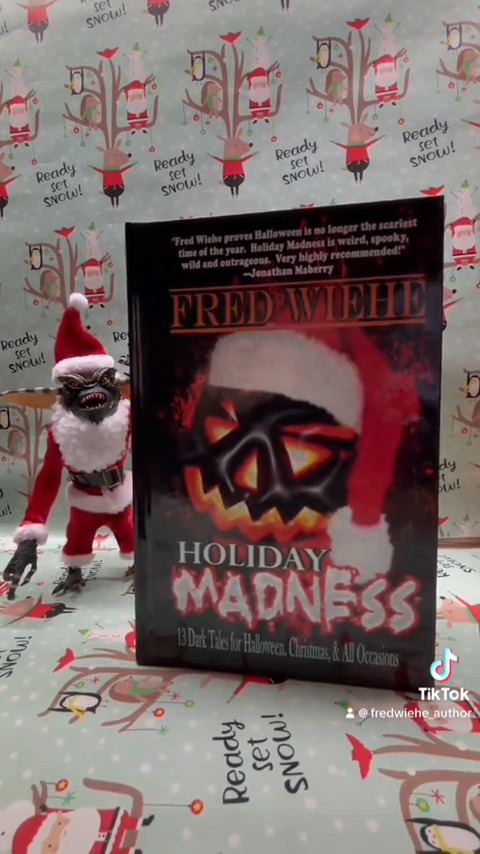 Ready
set
SNOW!
Ready
set
SNOW!
Ready
set
SNOW!
Ready
set
SNOW!
Ready
set
SNOW!
"Fred Wiehe proves Halloween is no longer the scariest
time of the year. Holiday Madness is weird, spooky,
wild and outrageous. Very highly recommended!"
—Jonathan Maberry
FRED WIEHE
HOLIDAY
MADNESS
13 Dark Tales for Halloween, Christmas, & All Occasions
Ready
set
SNOW!
TikTok
@fredwiehe_author